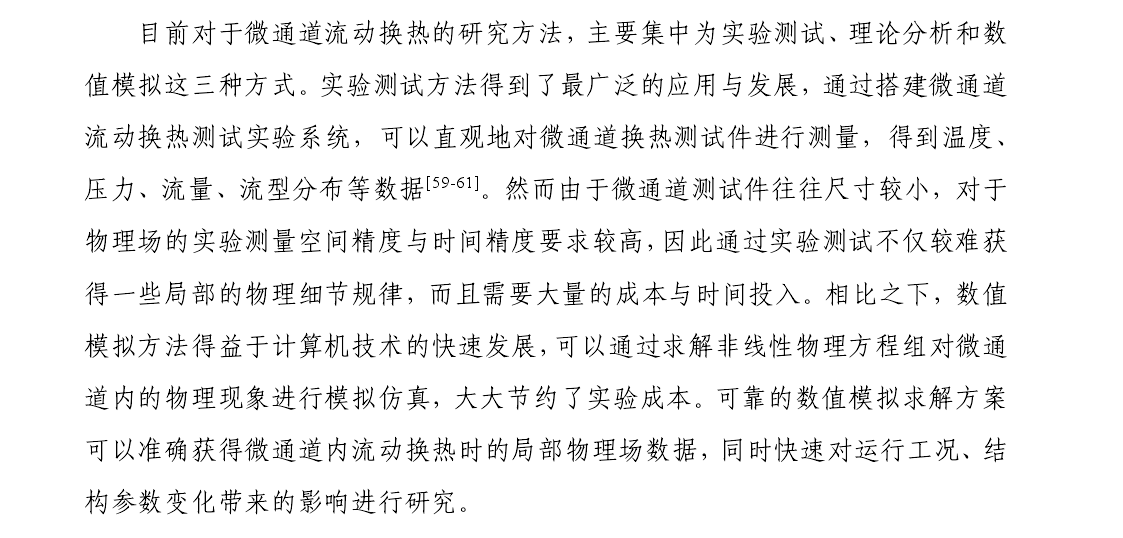 目前对于微通道流动换热的研究方法，主要集中为实验测试、理论分析和数
值模拟这三种方式。实验测试方法得到了最广泛的应用与发展，通过搭建微通道
流动换热测试实验系统，可以直观地对微通道换热测试件进行测量，得到温度、
压力、流量、流型分布等数据[59-61]。然而由于微通道测试件往往尺寸较小，对于
物理场的实验测量空间精度与时间精度要求较高，因此通过实验测试不仅较难获
得一些局部的物理细节规律，而且需要大量的成本与时间投入。相比之下，数值
模拟方法得益于计算机技术的快速发展，可以通过求解非线性物理方程组对微通
道内的物理现象进行模拟仿真，大大节约了实验成本。可靠的数值模拟求解方案
可以准确获得微通道内流动换热时的局部物理场数据，同时快速对运行工况、结
构参数变化带来的影响进行研究。